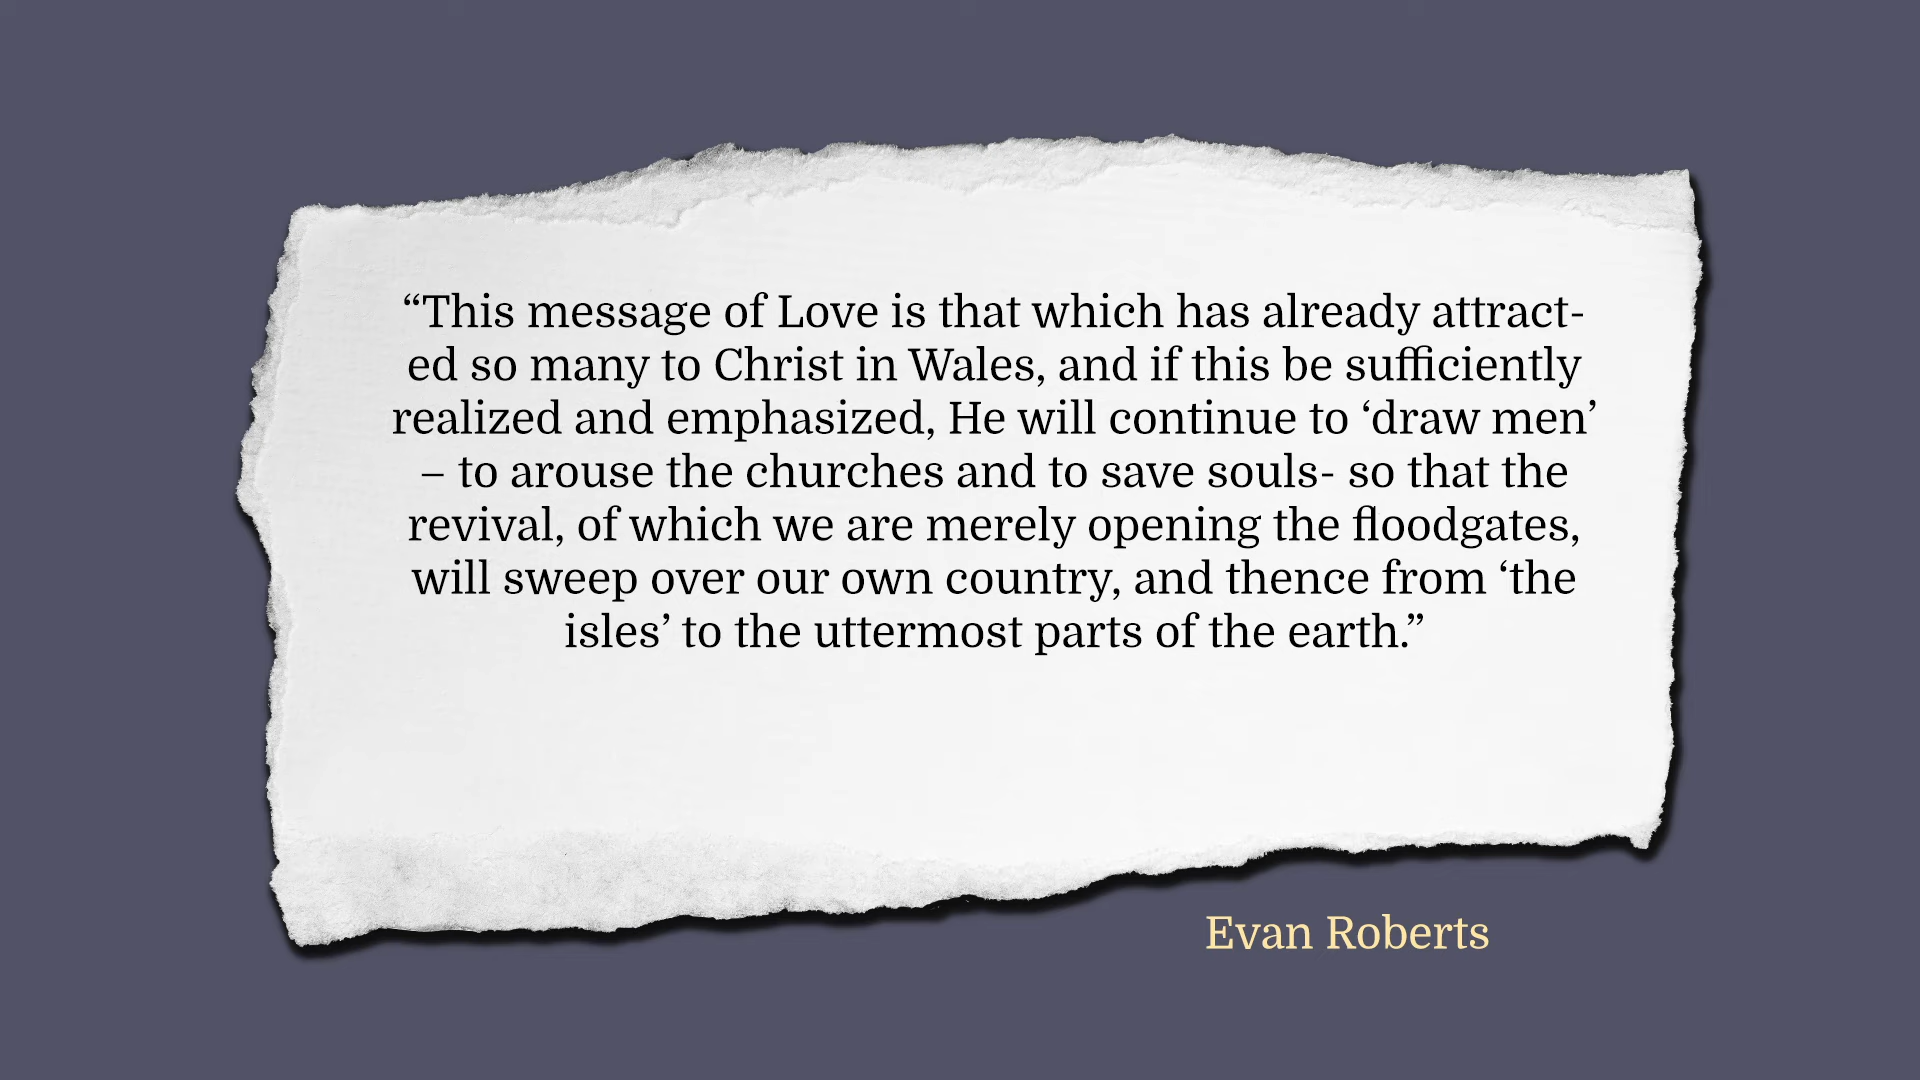 “This message of Love is that which has already attract-
ed so many to Christ in Wales, and if this be sufficiently
realized and emphasized, He will continue to ‘draw men’
– to arouse the churches and to save souls- so that the
revival, of which we are merely opening the floodgates,
will sweep over our own country, and thence from ‘the
isles’ to the uttermost parts of the earth.”
Evan Roberts